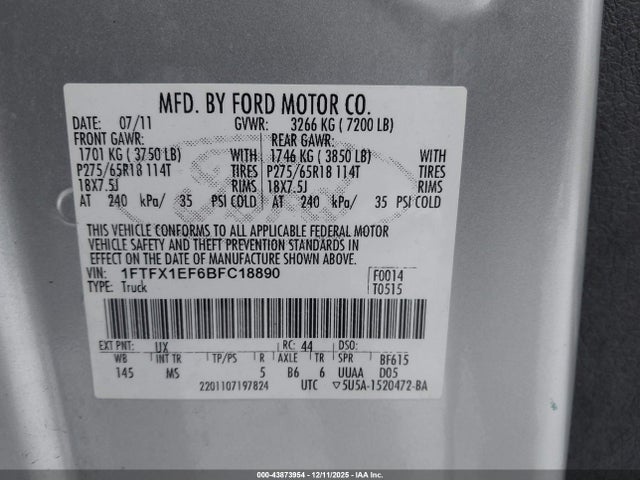 MFD. BY FORD MOTOR CO.
DATE: 07/11 GVWR: 3266 KG ( 7200 LB)
FRONT GAWR: REAR GAWR:
1701 KG ( 3750 LB) WITH 1746 KG ( 3850 LB) WITH
P275/65R18 114T TIRES P275/65R18 114T TIRES
18X7.5J RIMS 18X7.5J RIMS
AT 240 kPa/ 35 PSI COLD AT 240 kPa/ 35 PSI COLD
THIS VEHICLE CONFORMS TO ALL APPLICABLE FEDERAL MOTOR
VEHICLE SAFETY AND THEFT PREVENTION STANDARDS IN
EFFECT ON THE DATE OF MANUFACTURE SHOWN ABOVE.
VIN: 1FTFX1EF6BFC18890 F0014
TYPE: Truck T0515
EXT PNT: UX RC: 44 DSO:
WB INT TR TP/PS R AXLE TR SPR BF615
145 MS 5 B6 6 UUAA D05
2201107197824 UTC ▽5U5A-1520472-BA
00-43873954 - 12/11/2025 - IAAI.com